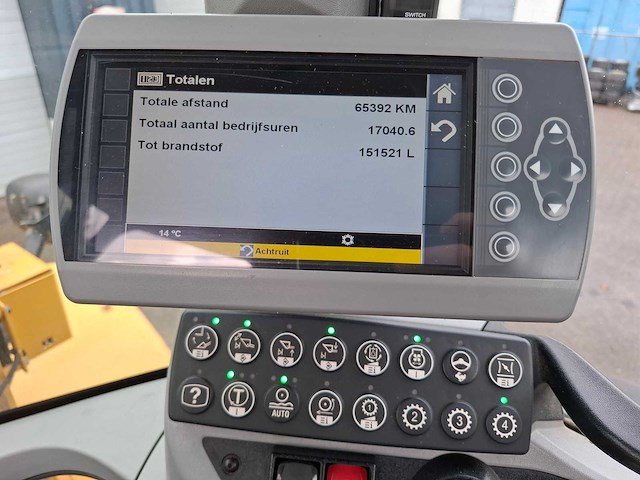 SWITCH
Totalen
Totale afstand 65392 KM
Totaal aantal bedrijfsuren 17040.6
Tot brandstof 151521 L
14 °C
Achtruit
?
T
AUTO
1
2
3
4